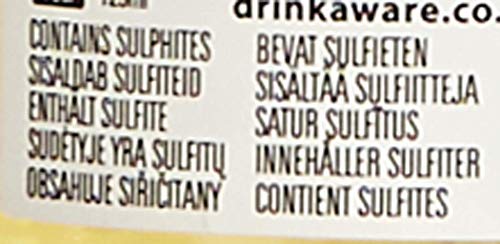 125ml
drinkaware.co.
CONTAINS SULPHITES
SISALDAB SULFITEID
ENTHÄLT SULFITE
SUDĖTYJE YRA SULFITŲ
OBSAHUJE SIŘIČITANY
BEVAT SULFIETEN
SISÄLTÄÄ SULFIITTEJA
SATUR SULFĪTUS
INNEHÅLLER SULFITER
CONTIENT SULFITES